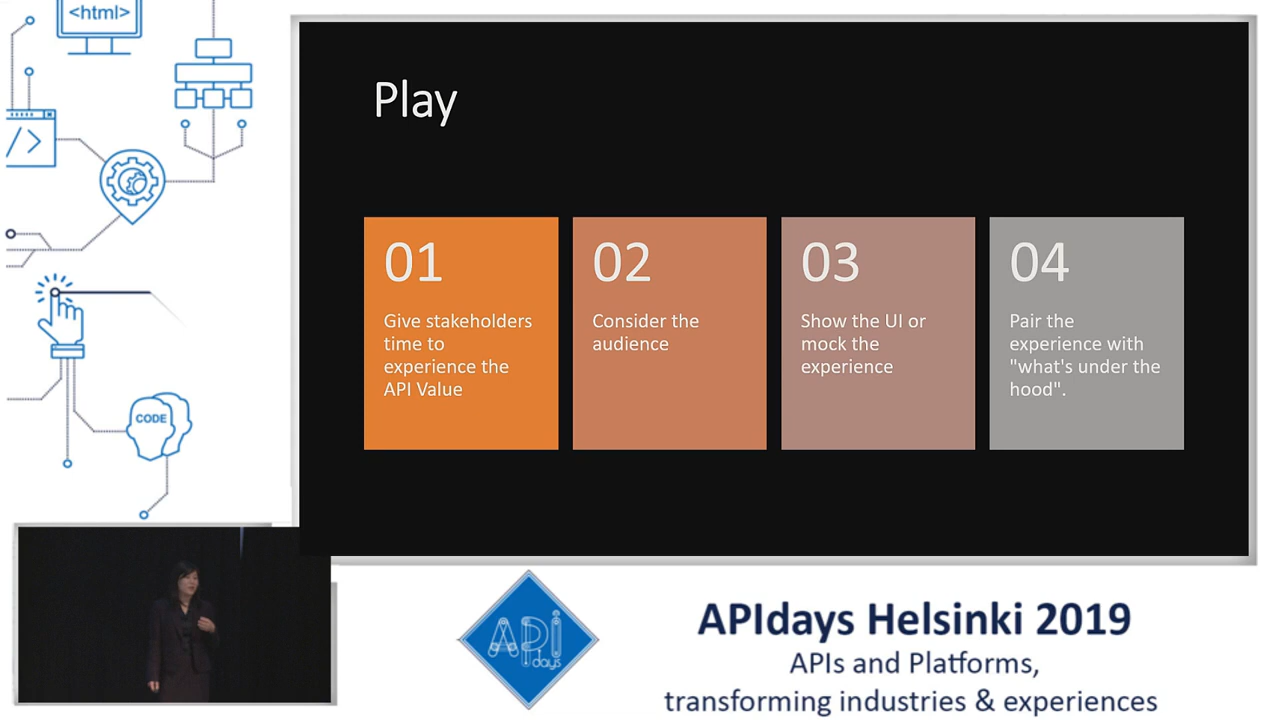 <html>
/>
CODE
Play
01
Give stakeholders
time to
experience the
API Value
02
Consider the
audience
03
Show the UI or
mock the
experience
04
Pair the
experience with
"what's under the
hood".
API
days
APIdays Helsinki 2019
APIs and Platforms,
transforming industries & experiences